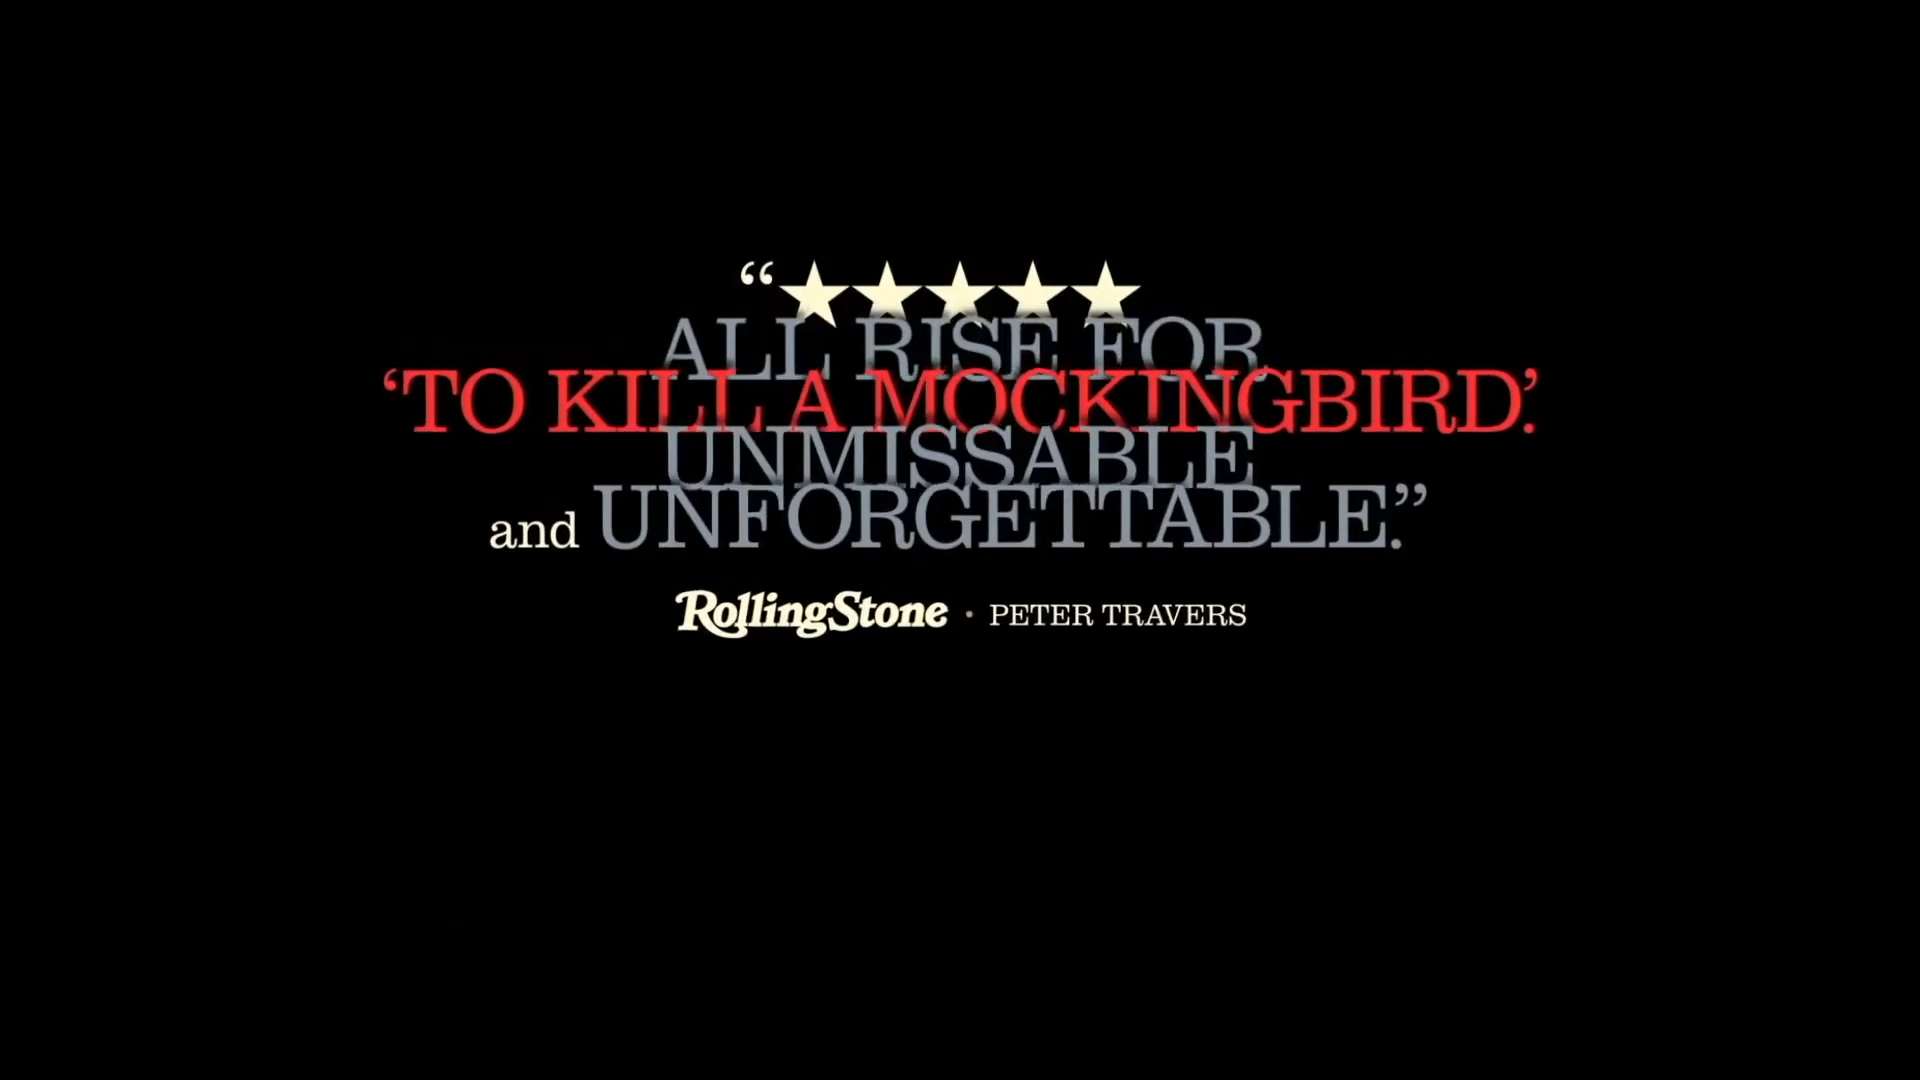 “★★★★★
ALL RISE FOR
‘TO KILL A MOCKINGBIRD’.
UNMISSABLE
and UNFORGETTABLE.”
RollingStone • PETER TRAVERS